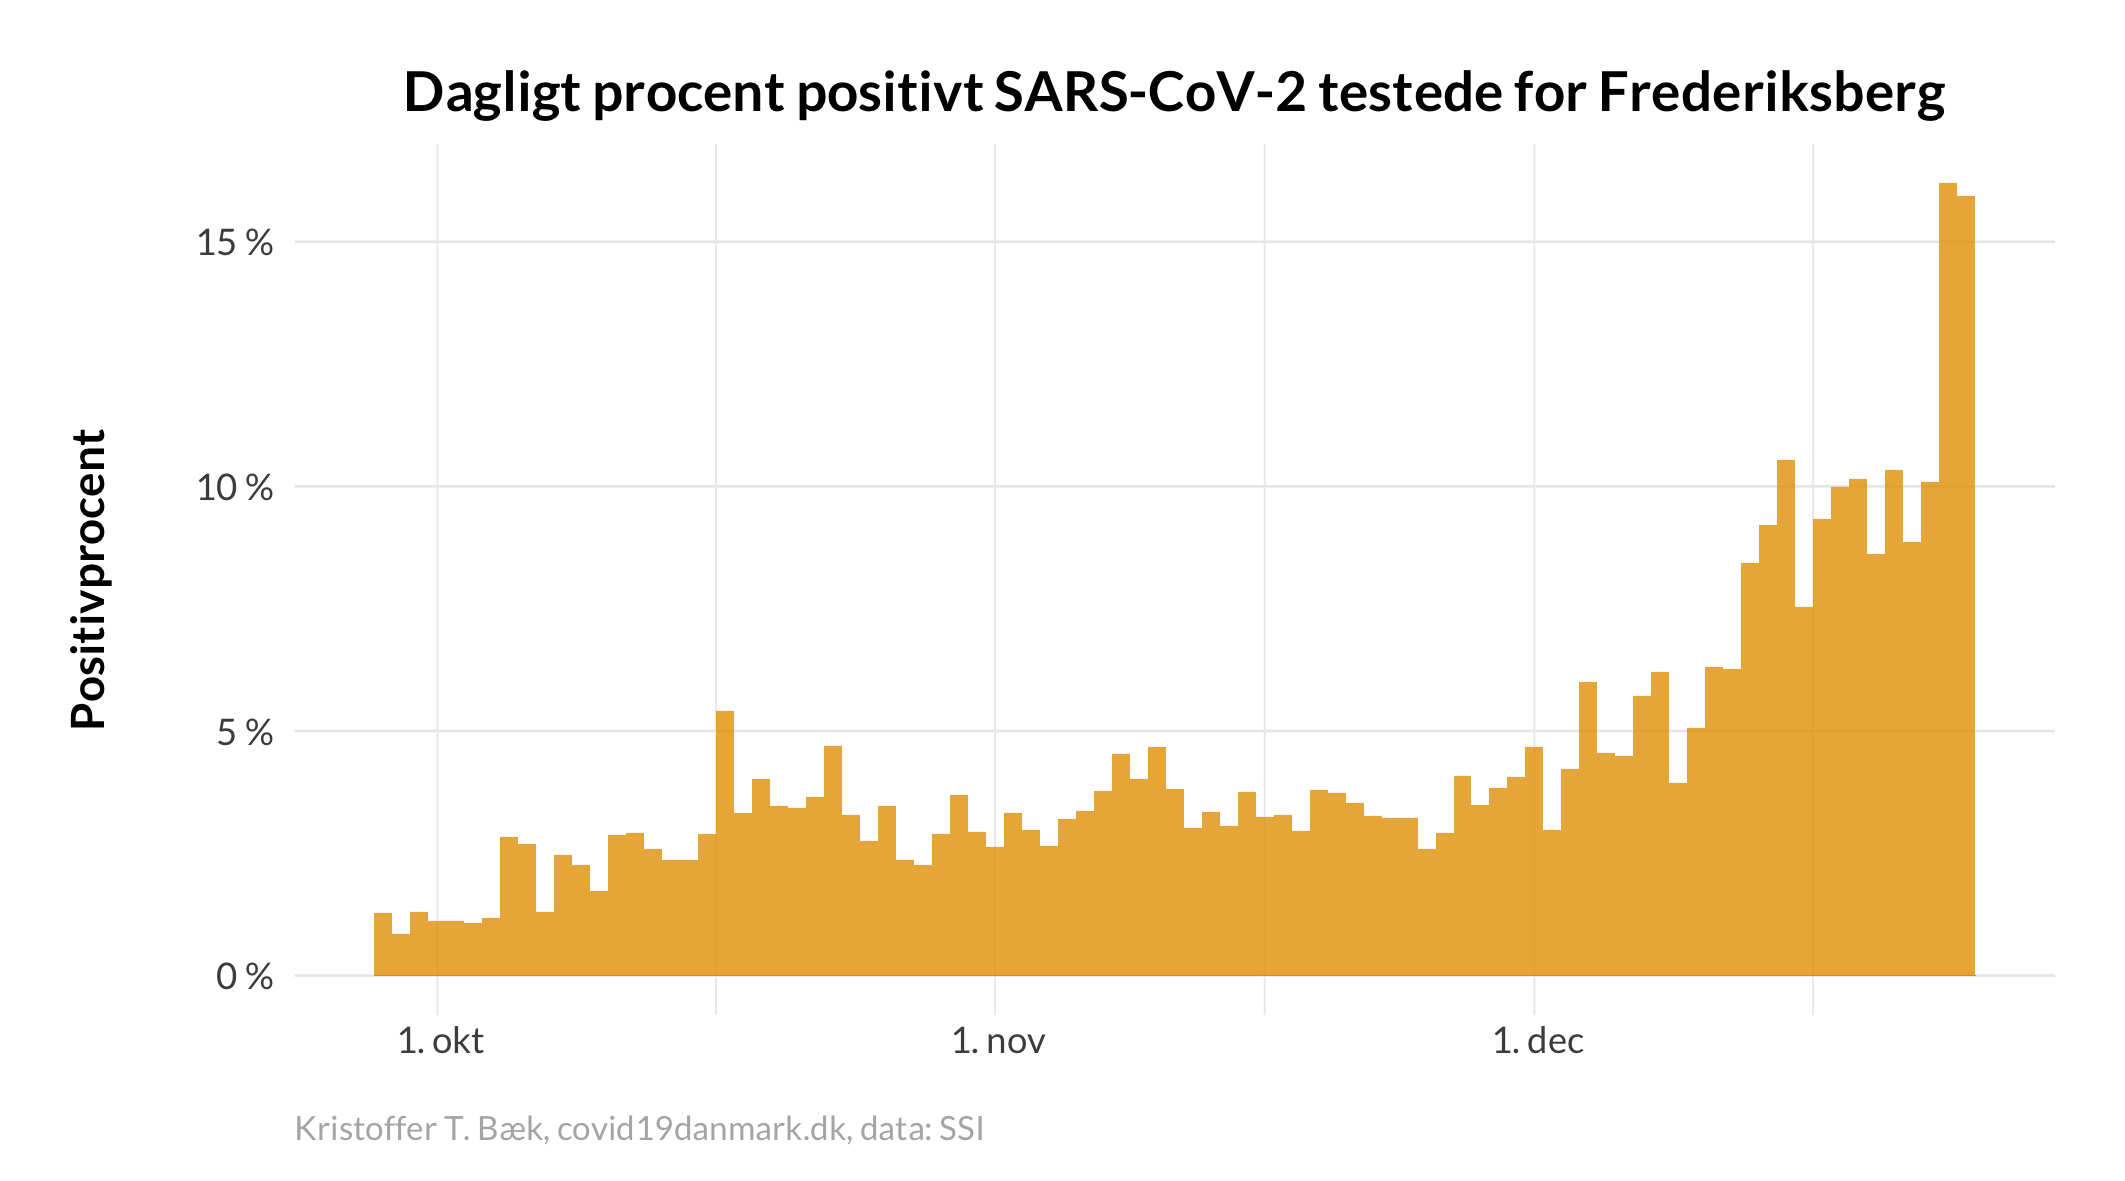 Dagligt procent positivt SARS-CoV-2 testede for Frederiksberg
Positivprocent
15 %
10 %
5 %
0 %
1. okt
1. nov
1. dec
Kristoffer T. Bæk, covid19danmark.dk, data: SSI